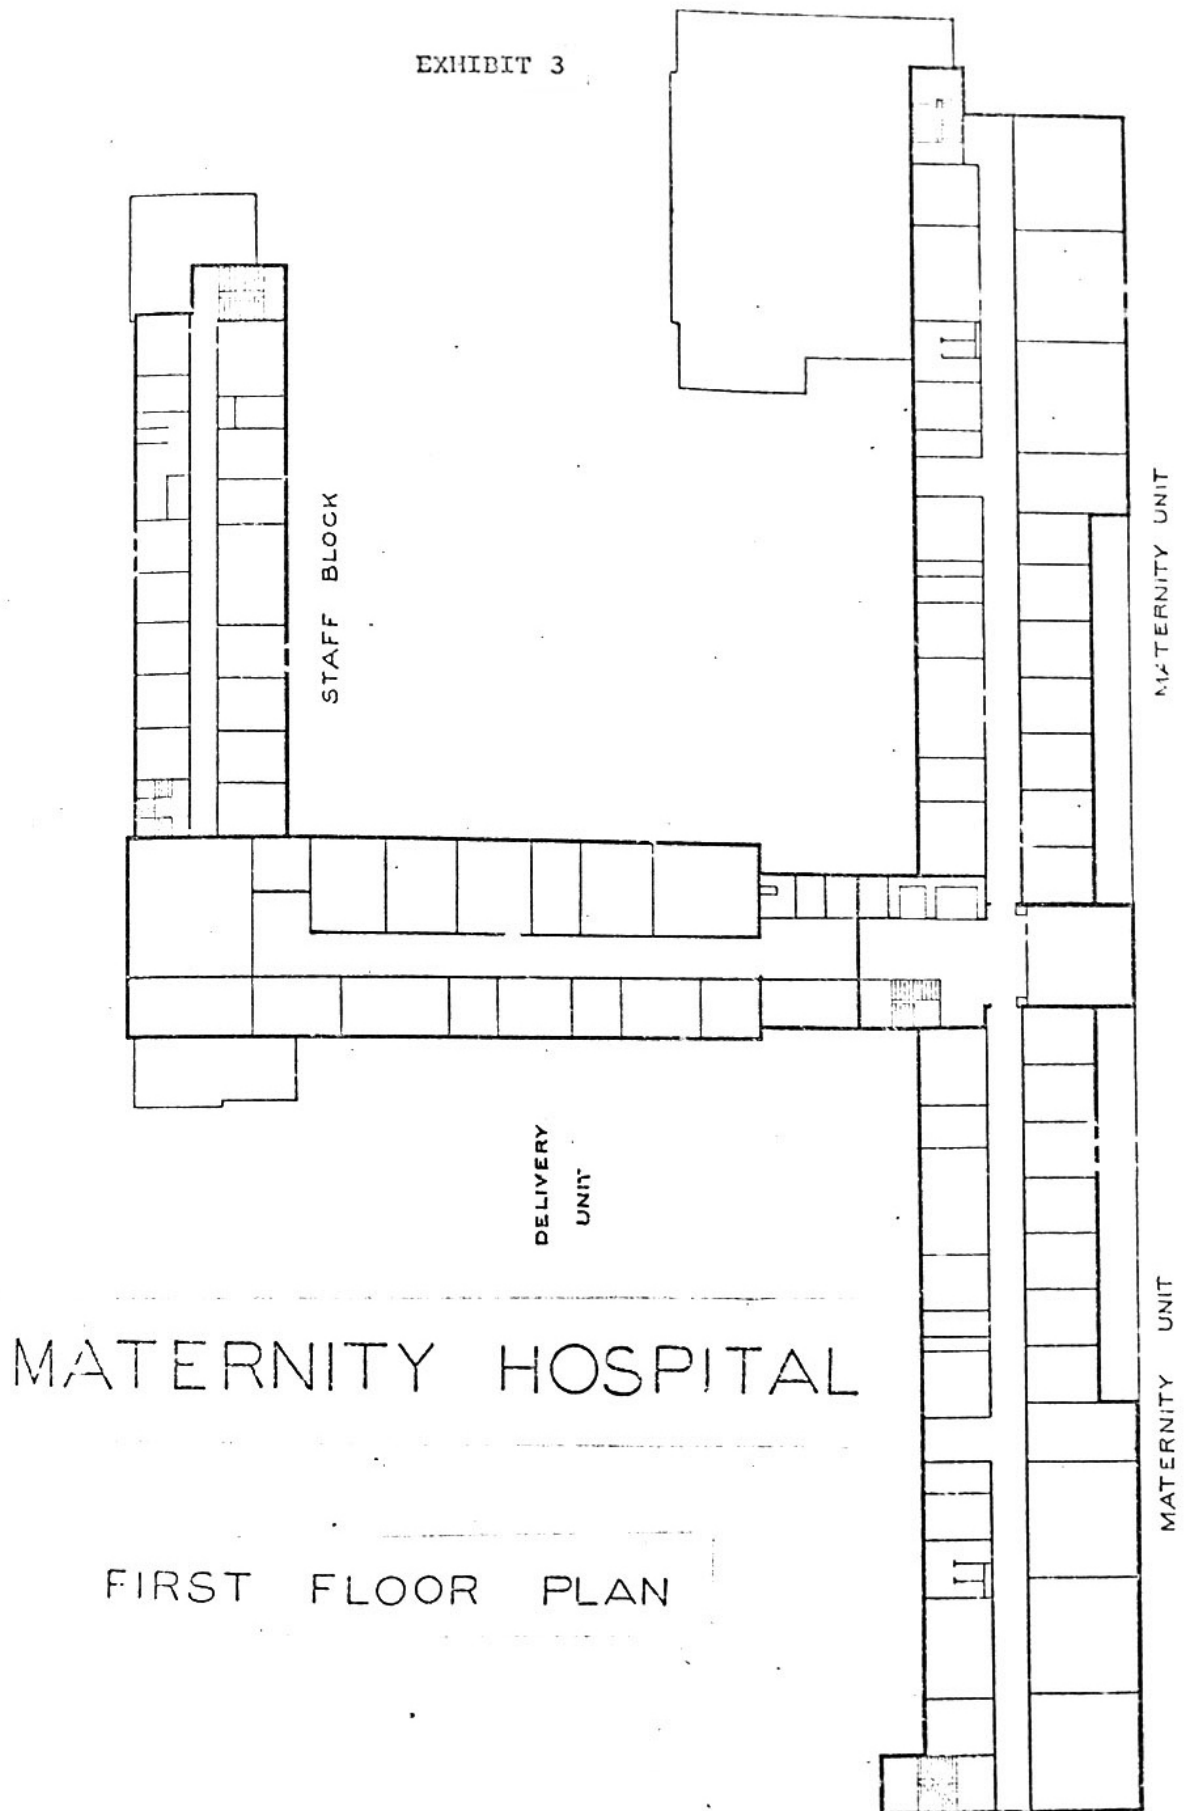 EXHIBIT 3
STAFF BLOCK
MATERNITY UNIT
DELIVERY
UNIT
MATERNITY HOSPITAL
MATERNITY UNIT
FIRST FLOOR PLAN